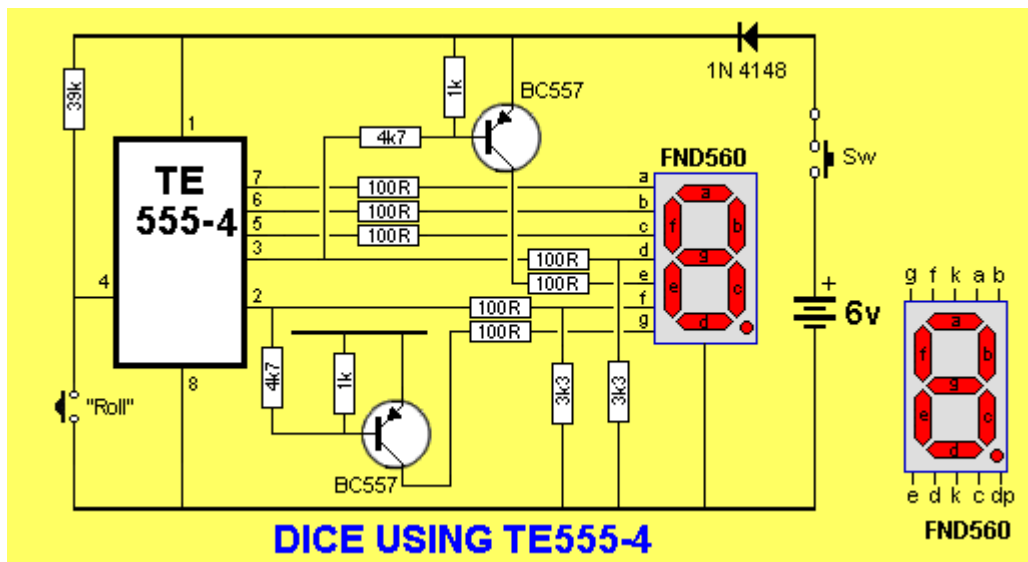 1N 4148
39k
1k
BC557
1
4k7
FND560
Sw
TE
555-4
7
100R
a
6
100R
b
5
100R
c
3
100R
d
100R
e
4
2
100R
f
100R
g
a
f
b
g
e
c
d
+
6v
g f k a b
a
f
b
g
e
c
d
e d k c dp
FND560
8
"Roll"
4k7
1k
3k3
3k3
BC557
DICE USING TE555-4